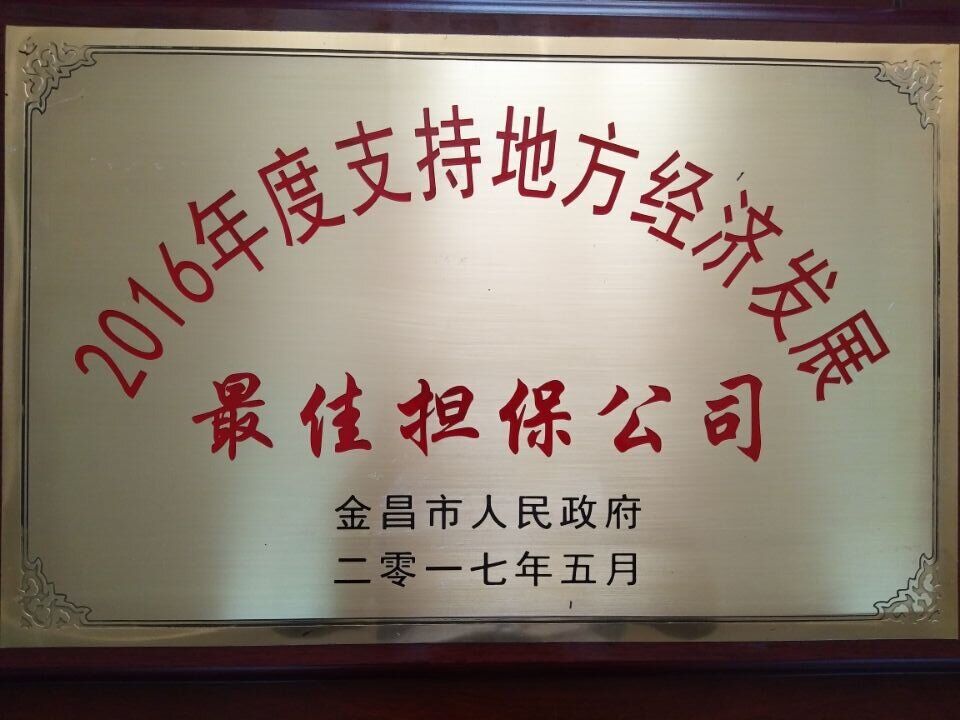 2016年度支持地方经济发展
最佳担保公司
金昌市人民政府
二零一七年五月